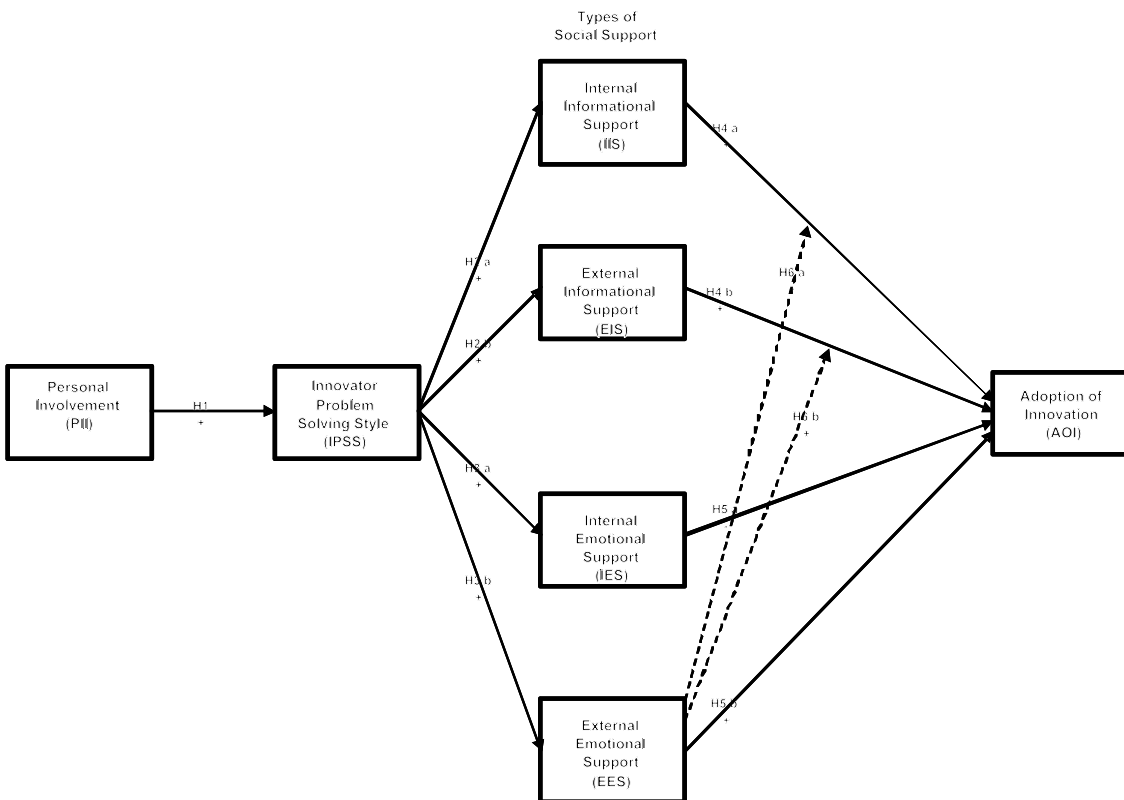 Types of
Social Support
Internal
Informational
Support
(IIS)
H4 a
+
H2 a
+
External
Informational
Support
(EIS)
H6 a
H4 b
+
H2 b
+
Personal
Involvement
(PII)
H1
+
Innovator
Problem
Solving Style
(IPSS)
Adoption of
Innovation
(AOI)
H6 b
+
H3 a
+
Internal
Emotional
Support
(IES)
H5
H3 b
+
External
Emotional
Support
(EES)
H5 b
+